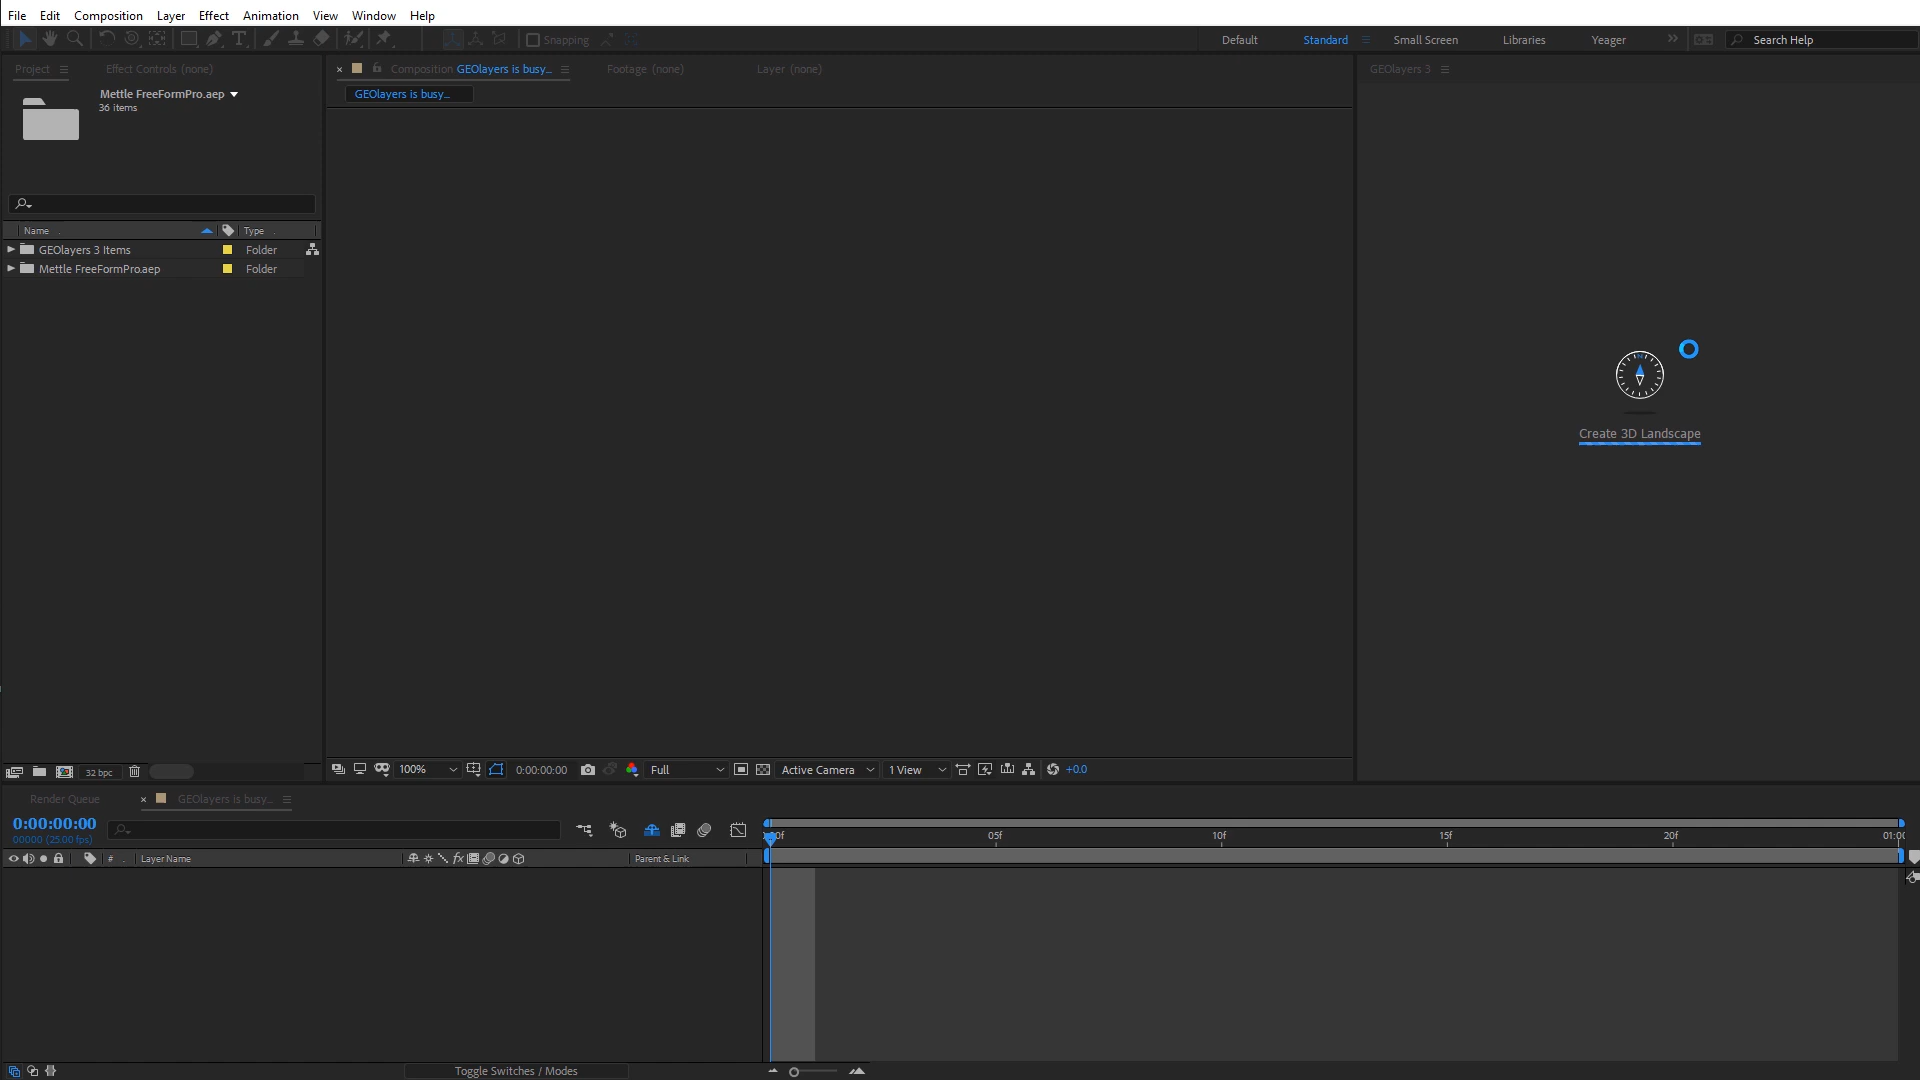 File Edit Composition Layer Effect Animation View Window Help
Snapping Default Standard Small Screen Libraries Yeager Search Help
Project Effect Controls (none) Composition GEOlayers is busy... Footage (none) Layer (none) GEOlayers 3
Mettle FreeFormPro.aep
36 items
GEOlayers is busy...
Name Type
GEOlayers 3 Items Folder
Mettle FreeFormPro.aep Folder
N
Create 3D Landscape
32 bpc 100% 0:00:00:00 Full Active Camera 1 View +0.0
Render Queue GEOlayers is busy...
0:00:00:00
00000 (25.00 fps)
05f 10f 15f 20f
# Layer Name fx Parent & Link
Toggle Switches / Modes